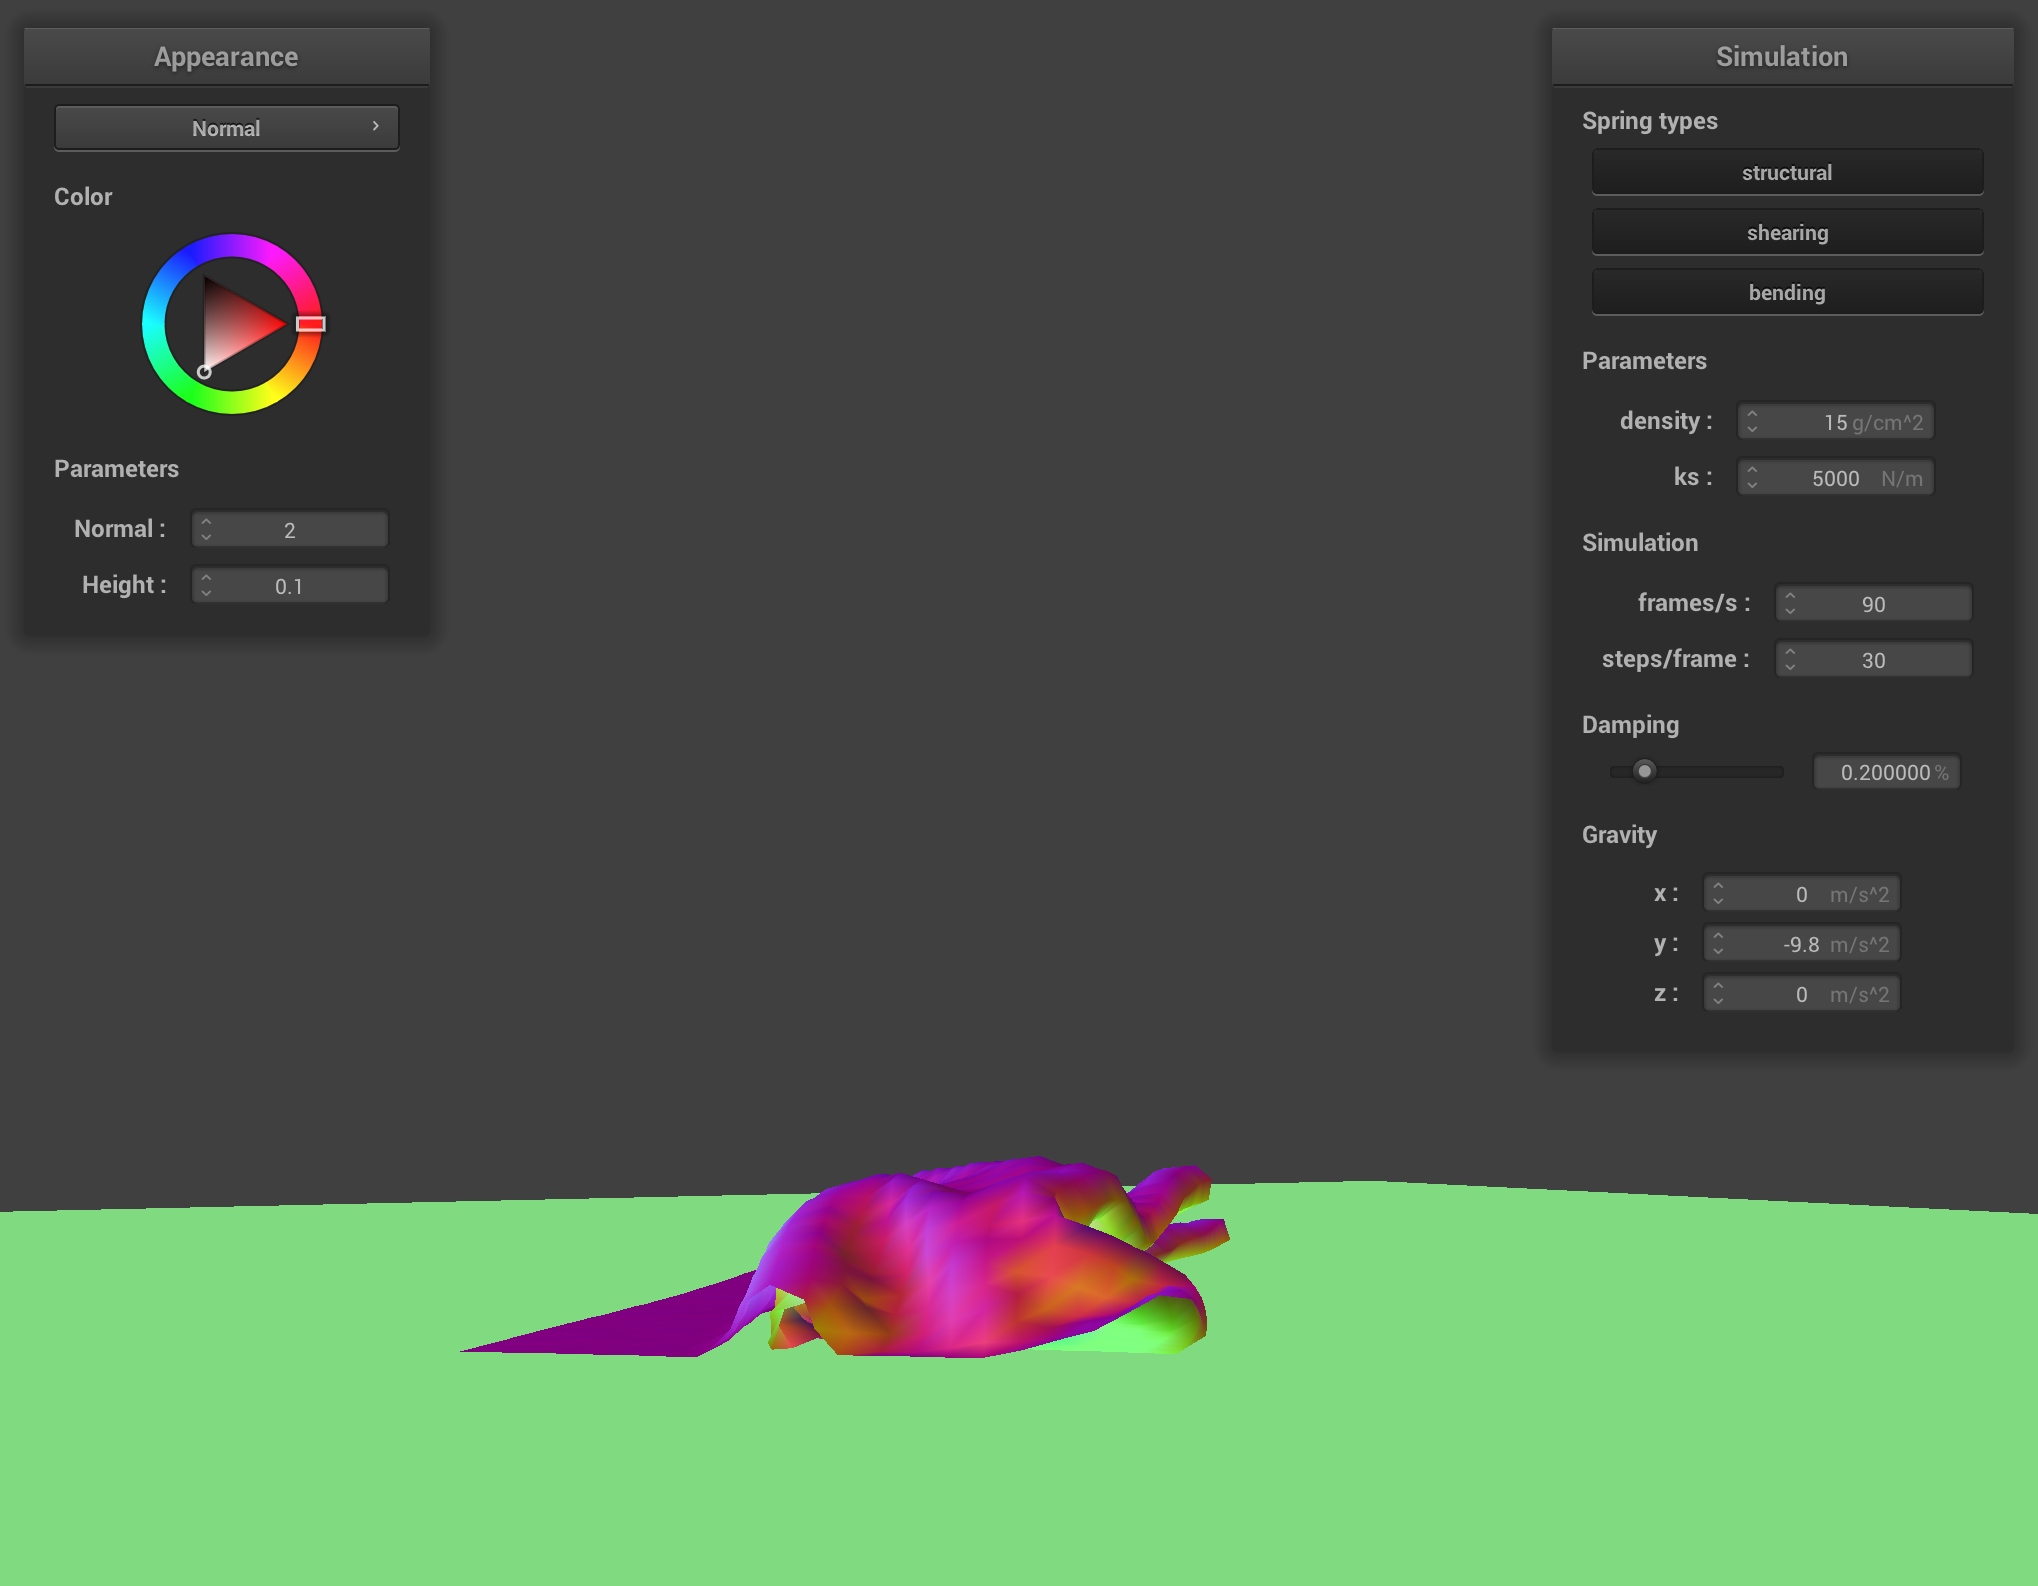 Appearance
Normal
Color
Parameters
Normal : 2
Height : 0.1
Simulation
Spring types
structural
shearing
bending
Parameters
density : 15 g/cm^2
ks : 5000 N/m
Simulation
frames/s : 90
steps/frame : 30
Damping
0.200000 %
Gravity
x : 0 m/s^2
y : -9.8 m/s^2
z : 0 m/s^2